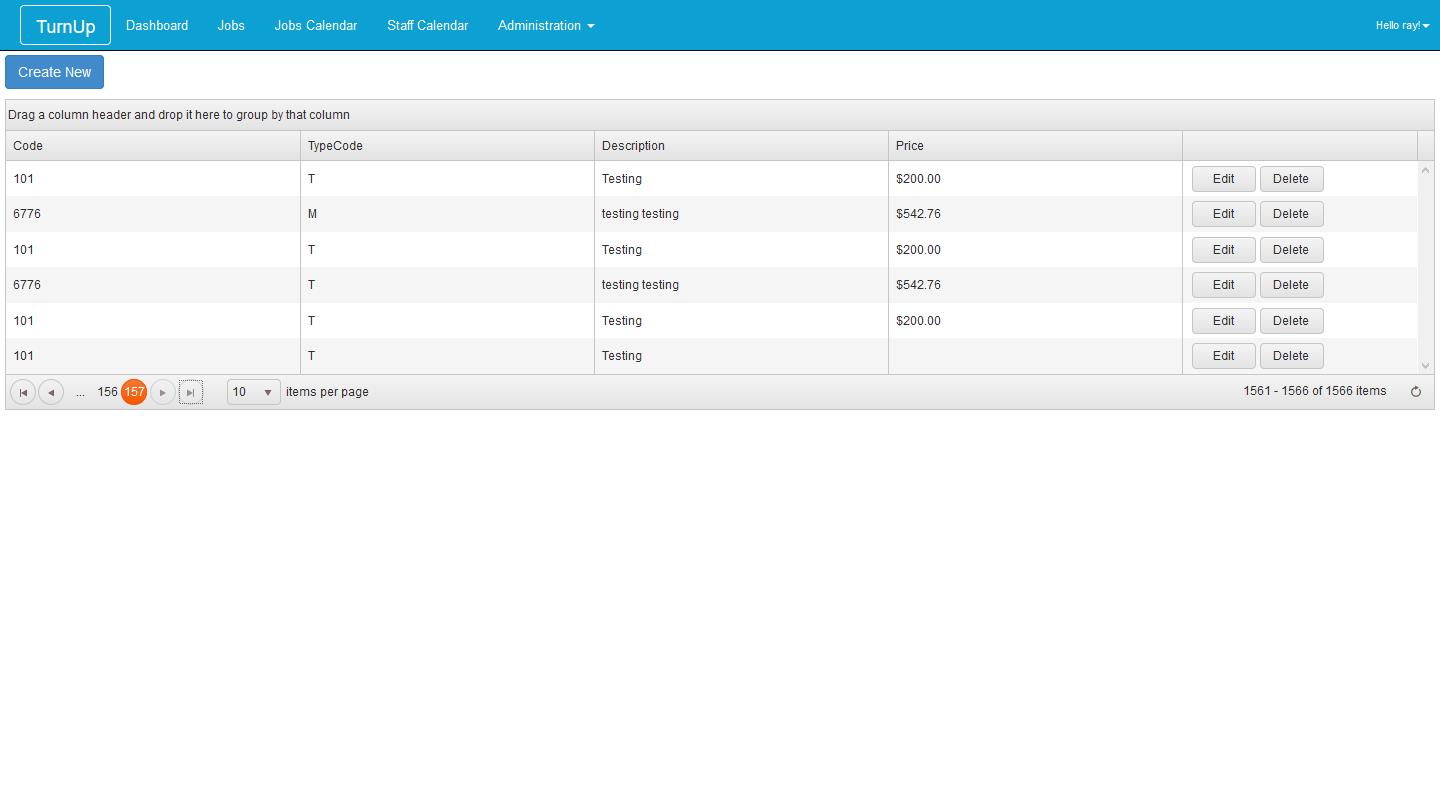 TurnUp Dashboard Jobs Jobs Calendar Staff Calendar Administration Hello ray!
Create New
Drag a column header and drop it here to group by that column
Code TypeCode Description Price
101 T Testing $200.00 Edit Delete
6776 M testing testing $542.76 Edit Delete
101 T Testing $200.00 Edit Delete
6776 T testing testing $542.76 Edit Delete
101 T Testing $200.00 Edit Delete
101 T Testing Edit Delete
... 156 157 10 items per page 1561 - 1566 of 1566 items